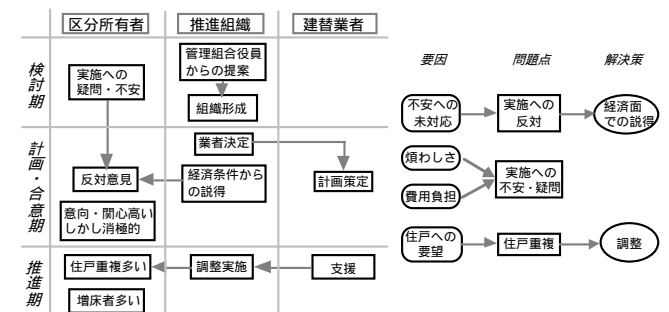 区分所有者
推進組織
建替業者
検討期
実施への
疑問・不安
管理組合役員
からの提案
組織形成
計画・合意期
業者決定
反対意見
経済条件から
の説得
計画策定
意向・関心高い
しかし消極的
推進期
住戸重複多い
調整実施
支援
増床者多い
要因
問題点
解決策
不安への
未対応
実施への
反対
経済面
での説得
煩わしさ
費用負担
実施への
不安・疑問
住戸への
要望
住戸重複
調整